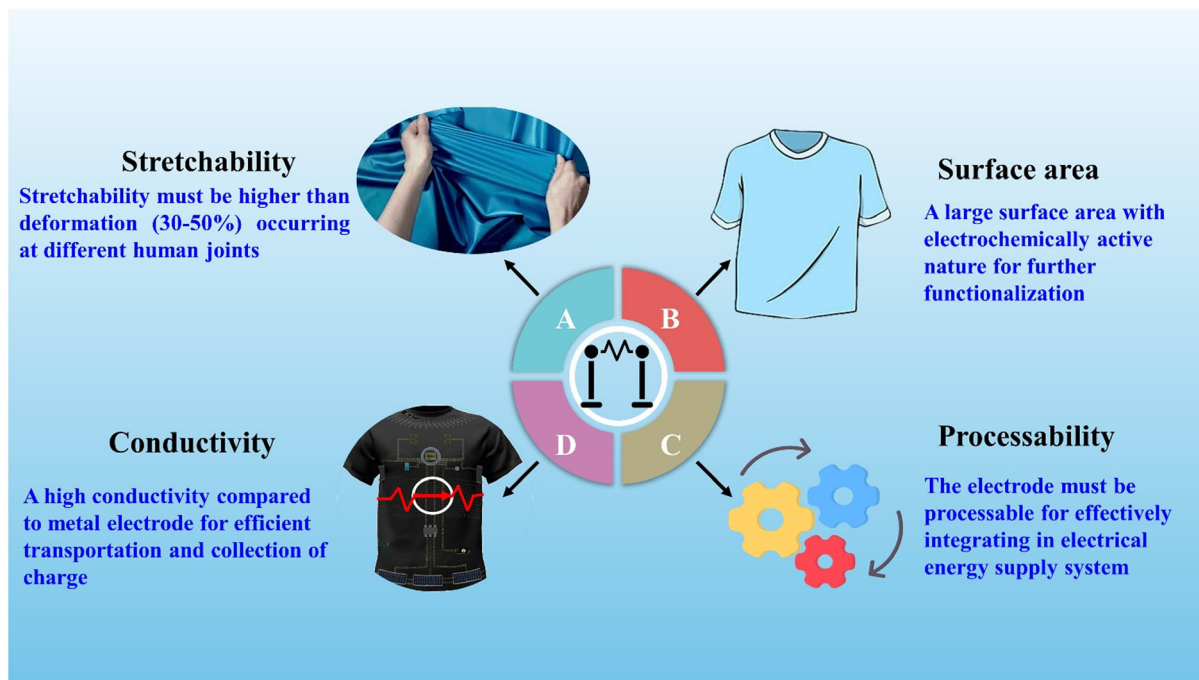 Stretchability
Stretchability must be higher than
deformation (30-50%) occurring
at different human joints
Surface area
A large surface area with
electrochemically active
nature for further
functionalization
A
B
D
C
Conductivity
A high conductivity compared
to metal electrode for efficient
transportation and collection of
charge
Processability
The electrode must be
processable for effectively
integrating in electrical
energy supply system